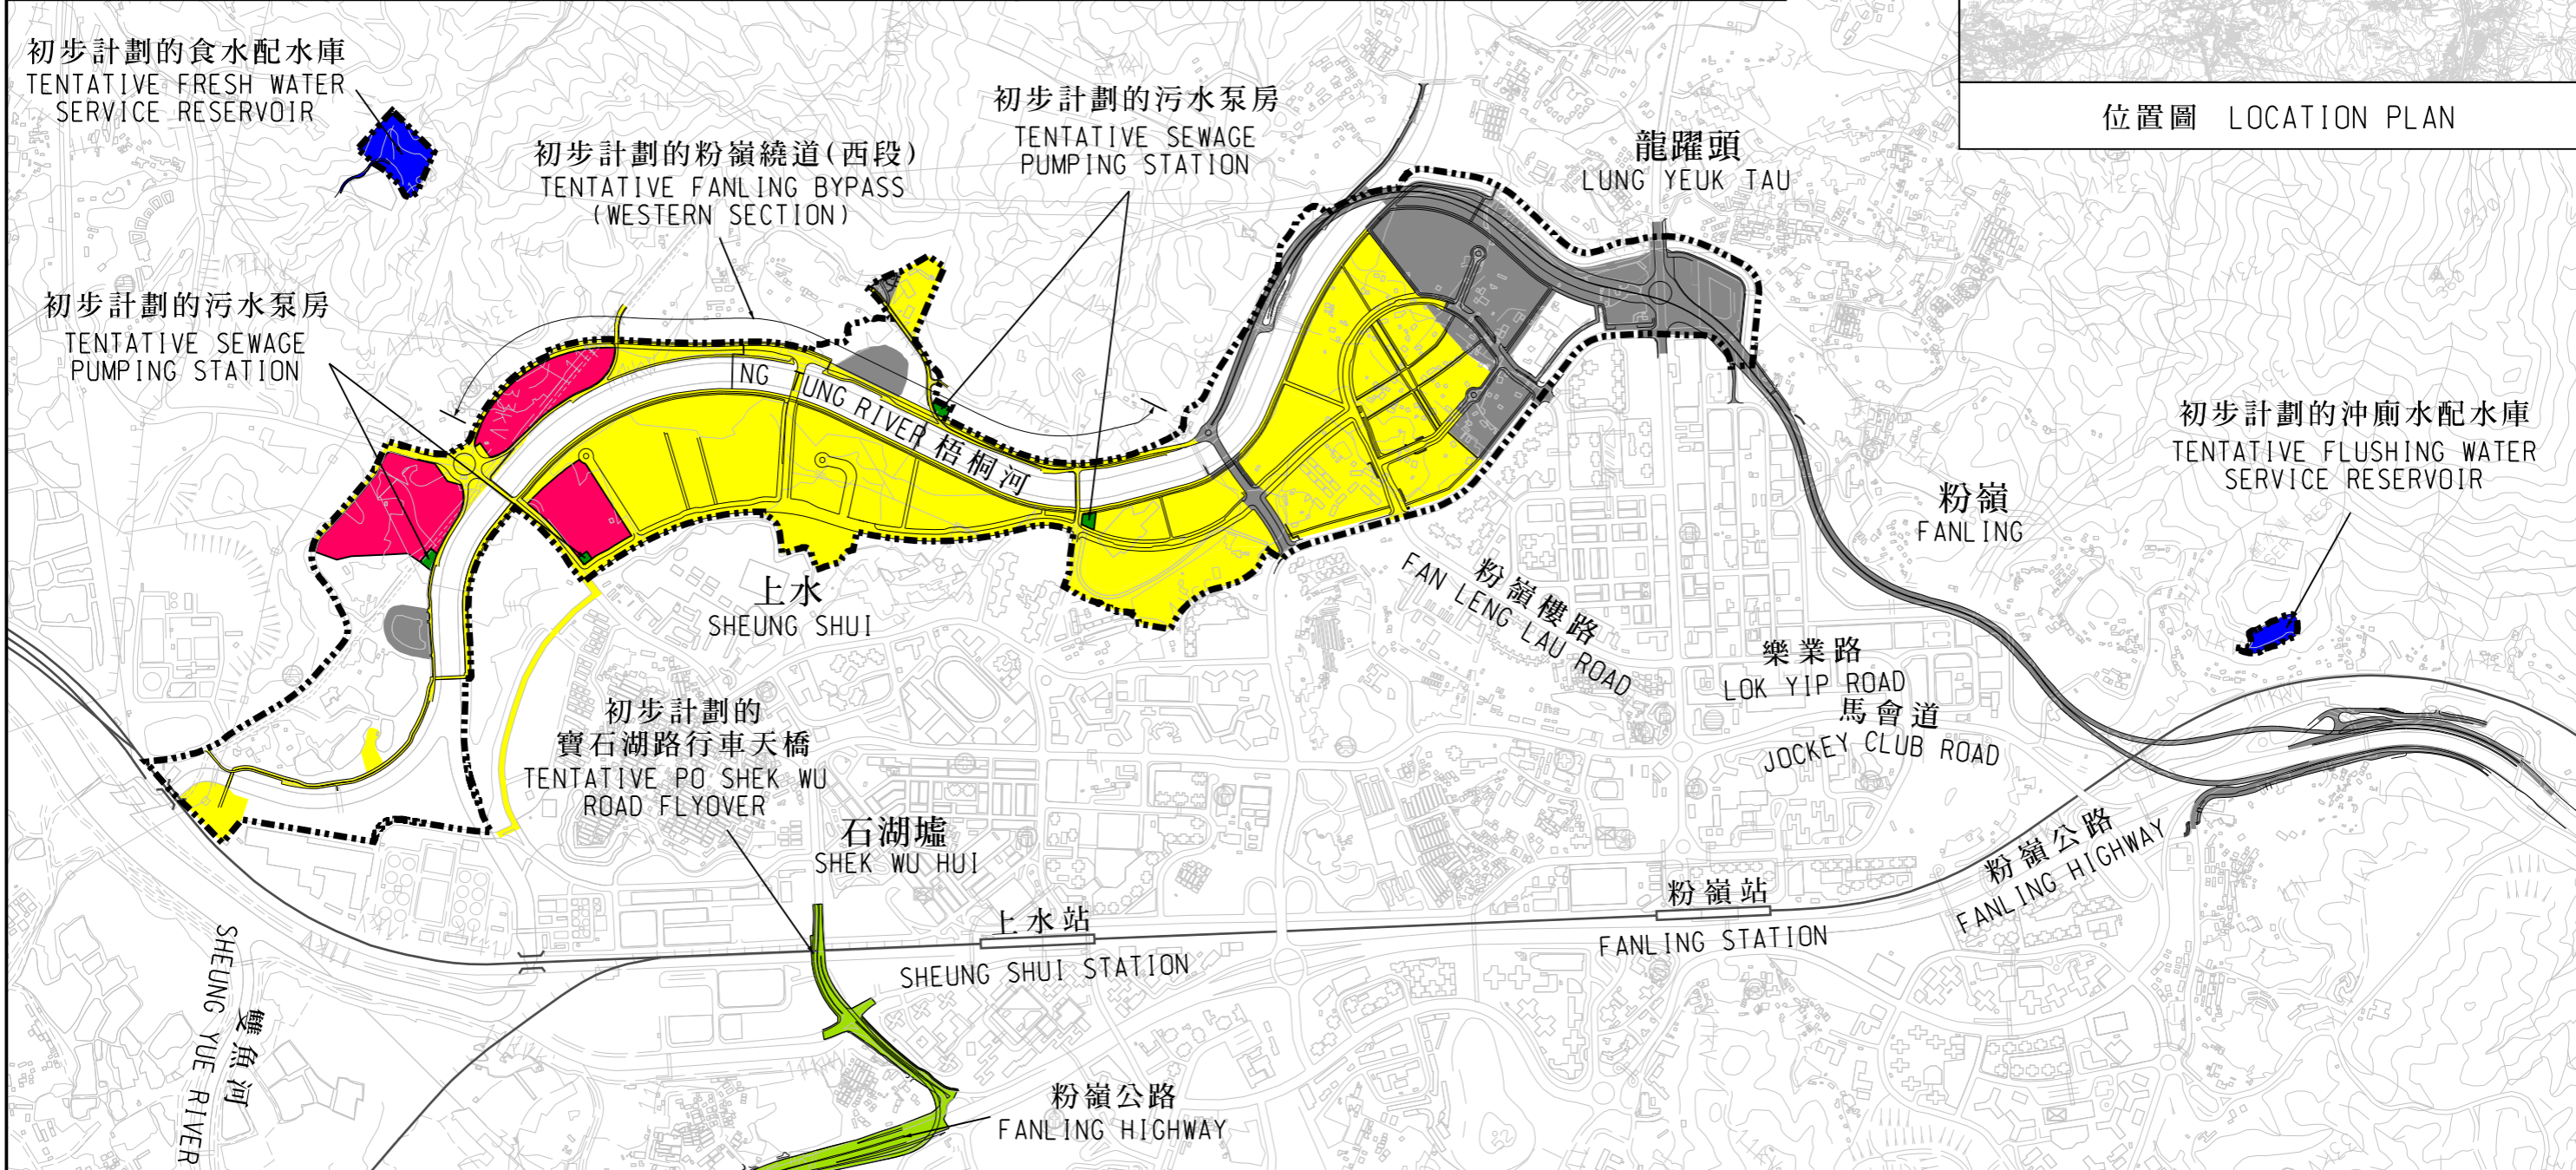 初步計劃的食水配水庫
TENTATIVE FRESH WATER
SERVICE RESERVOIR
初步計劃的污水泵房
TENTATIVE SEWAGE
PUMPING STATION
位置圖 LOCATION PLAN
初步計劃的粉嶺繞道(西段)
TENTATIVE FANLING BYPASS
(WESTERN SECTION)
龍躍頭
LUNG YEUK TAU
初步計劃的污水泵房
TENTATIVE SEWAGE
PUMPING STATION
NG TUNG RIVER 梧桐河
初步計劃的沖廁水配水庫
TENTATIVE FLUSHING WATER
SERVICE RESERVOIR
粉嶺
FANLING
上水
SHEUNG SHUI
粉嶺樓路
FAN LENG LAU ROAD
樂業路
LOK YIP ROAD
馬會道
JOCKEY CLUB ROAD
初步計劃的
寶石湖路行車天橋
TENTATIVE PO SHEK WU
ROAD FLYOVER
石湖墟
SHEK WU HUI
粉嶺公路
FANLING HIGHWAY
上水站
SHEUNG SHUI STATION
粉嶺站
FANLING STATION
雙魚河
SHEUNG YUE RIVER
粉嶺公路
FANLING HIGHWAY